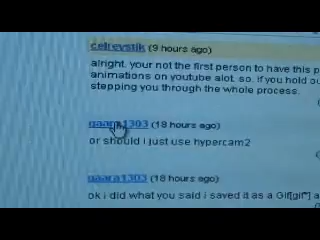 celrevstik (9 hours ago)
alright. your not the first person to have this p
animations on youtube alot. so, if you hold ou
stepping you through the whole process.
gaara1303 (18 hours ago)
or should i just use hypercam2
gaara1303 (18 hours ago)
ok i did what you said i saved it as a Gif[gif*] a